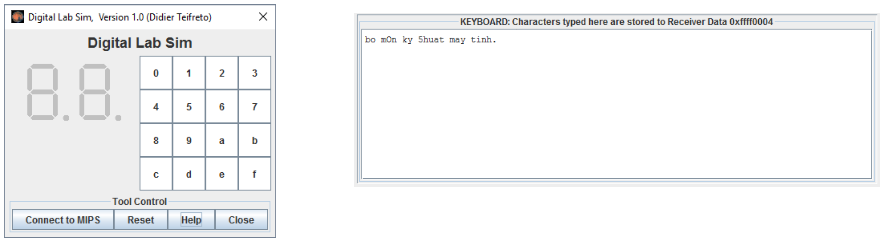 Digital Lab Sim, Version 1.0 (Didier Teifreto)
Digital Lab Sim
0 1 2 3
4 5 6 7
8 9 a b
c d e f
Tool Control
Connect to MIPS Reset Help Close
KEYBOARD: Characters typed here are stored to Receiver Data 0xffff0004
bo mOn ky 5huat may tinh.